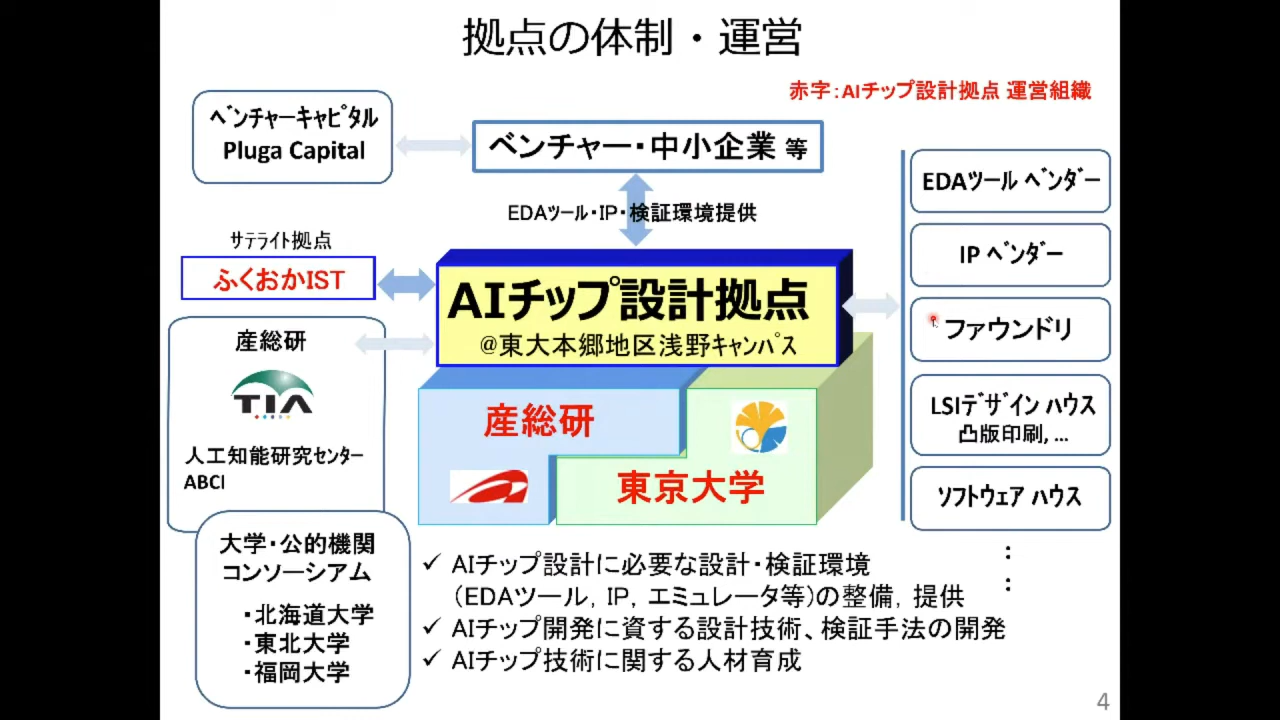 拠点の体制・運営
赤字：AIチップ設計拠点 運営組織
ﾍﾞﾝﾁｬｰｷｬﾋﾟﾀﾙ
Pluga Capital
ベンチャー・中小企業 等
EDAﾂｰﾙ・IP・検証環境提供
ｻﾃﾗｲﾄ拠点
ふくおかIST
AIチップ設計拠点
@東大本郷地区浅野ｷｬﾝﾊﾟｽ
産総研
TIA
人工知能研究ｾﾝﾀｰ
ABCI
産総研
東京大学
大学・公的機関
コンソーシアム
・北海道大学
・東北大学
・福岡大学
EDAツール ﾍﾞﾝﾀﾞｰ
IP ﾍﾞﾝﾀﾞｰ
ファウンドリ
LSIﾃﾞｻﾞｲﾝ ﾊｳｽ
凸版印刷, …
ｿﾌﾄｳｪｱ ﾊｳｽ
：
：
✓ AIチップ設計に必要な設計・検証環境
（EDAツール, IP, エミュレータ等）の整備, 提供
✓ AIチップ開発に資する設計技術、検証手法の開発
✓ AIチップ技術に関する人材育成
4